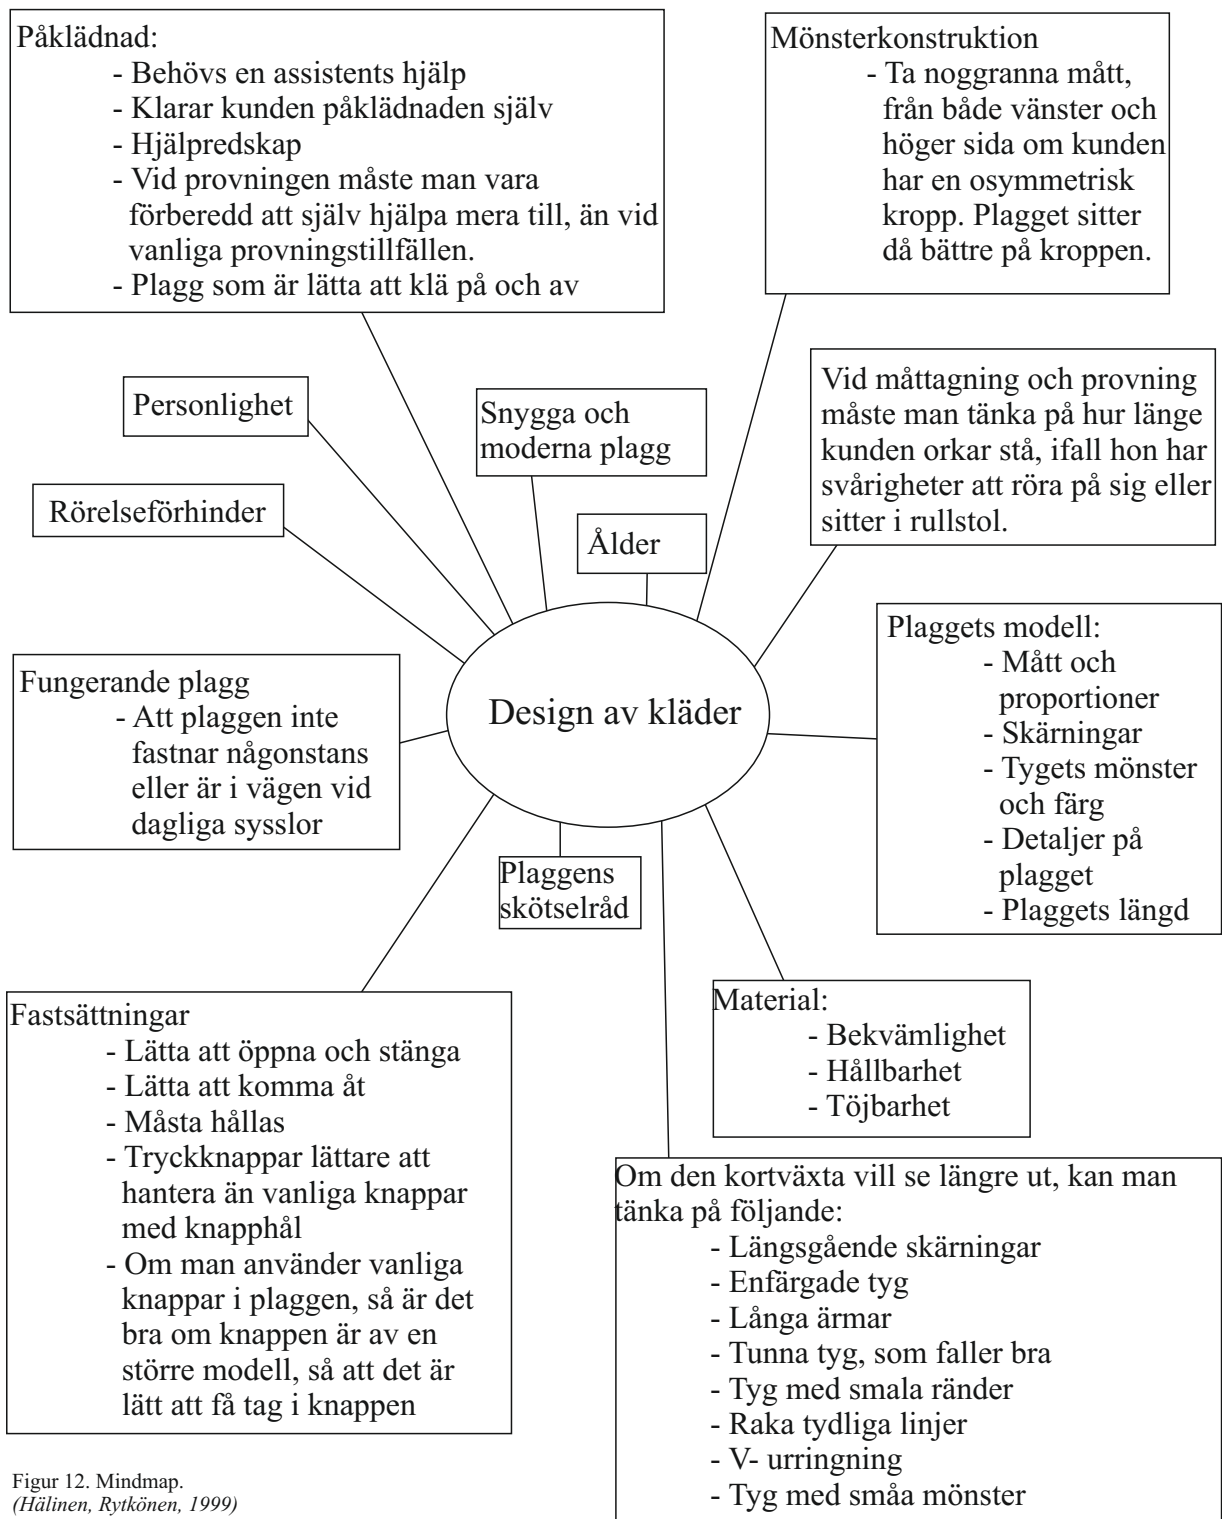 Påklädnad:
- Behövs en assistents hjälp
- Klarar kunden påklädnaden själv
- Hjälpredskap
- Vid provningen måste man vara
förberedd att själv hjälpa mera till, än vid
vanliga provningstillfällen.
- Plagg som är lätta att klä på och av
Mönsterkonstruktion
- Ta noggranna mått,
från både vänster och
höger sida om kunden
har en osymmetrisk
kropp. Plagget sitter
då bättre på kroppen.
Personlighet
Snygga och
moderna plagg
Vid måttagning och provning
måste man tänka på hur länge
kunden orkar stå, ifall hon har
svårigheter att röra på sig eller
sitter i rullstol.
Rörelseförhinder
Ålder
Fungerande plagg
- Att plaggen inte
fastnar någonstans
eller är i vägen vid
dagliga sysslor
Design av kläder
Plaggets modell:
- Mått och
proportioner
- Skärningar
- Tygets mönster
och färg
- Detaljer på
plagget
- Plaggets längd
Plaggens
skötselråd
Fastsättningar
- Lätta att öppna och stänga
- Lätta att komma åt
- Måsta hållas
- Tryckknappar lättare att
hantera än vanliga knappar
med knapphål
- Om man använder vanliga
knappar i plaggen, så är det
bra om knappen är av en
större modell, så att det är
lätt att få tag i knappen
Material:
- Bekvämlighet
- Hållbarhet
- Töjbarhet
Om den kortväxta vill se längre ut, kan man
tänka på följande:
- Längsgående skärningar
- Enfärgade tyg
- Långa ärmar
- Tunna tyg, som faller bra
- Tyg med smala ränder
- Raka tydliga linjer
- V- urringning
- Tyg med småa mönster
Figur 12. Mindmap.
(Hälinen, Rytkönen, 1999)